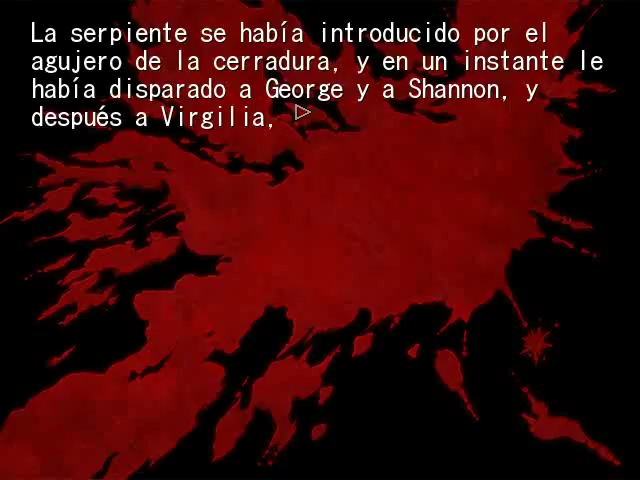 La serpiente se había introducido por el
agujero de la cerradura, y en un instante le
había disparado a George y a Shannon, y
después a Virgilia,